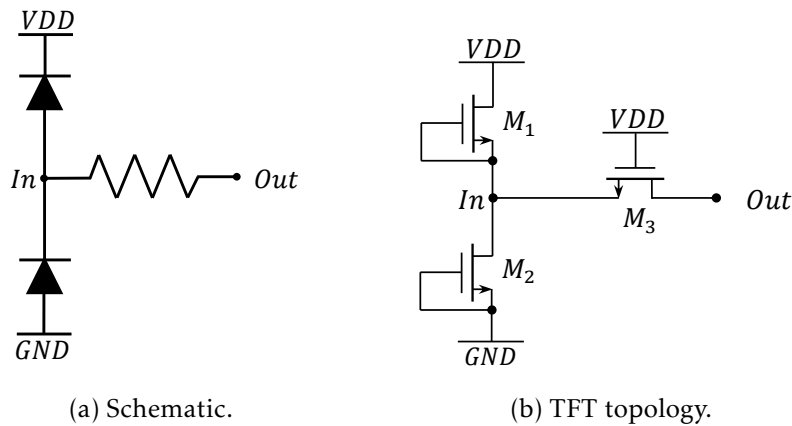 VDD
In
Out
GND
(a) Schematic.
VDD
M1
VDD
In
M3
Out
M2
GND
(b) TFT topology.